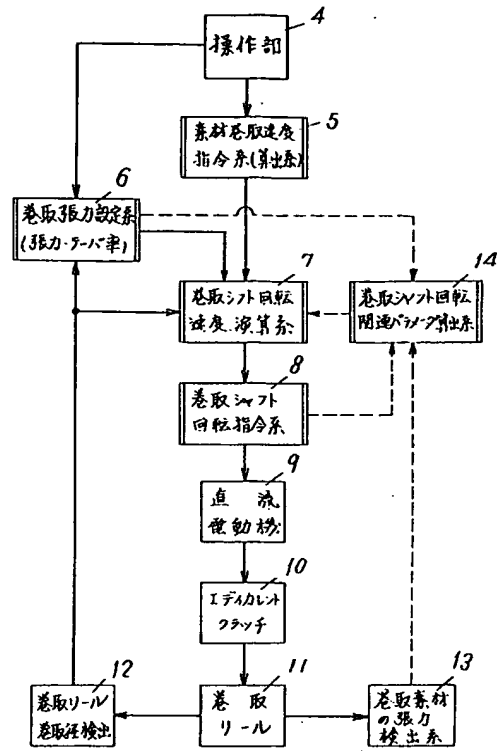 4
操作部
5
素材巻取速度
指令系(算出系)
6
巻取張力設定系
(張力・テーパ率)
7
巻取シフト回転
速度演算系
14
巻取シャフト回転
関連パラメータ算出系
8
巻取シャフト
回転指令系
9
直流
電動機
10
エディカレント
クラッチ
11
巻取
リール
12
巻取リール
巻取径検出
13
巻取素材
の張力
検出系